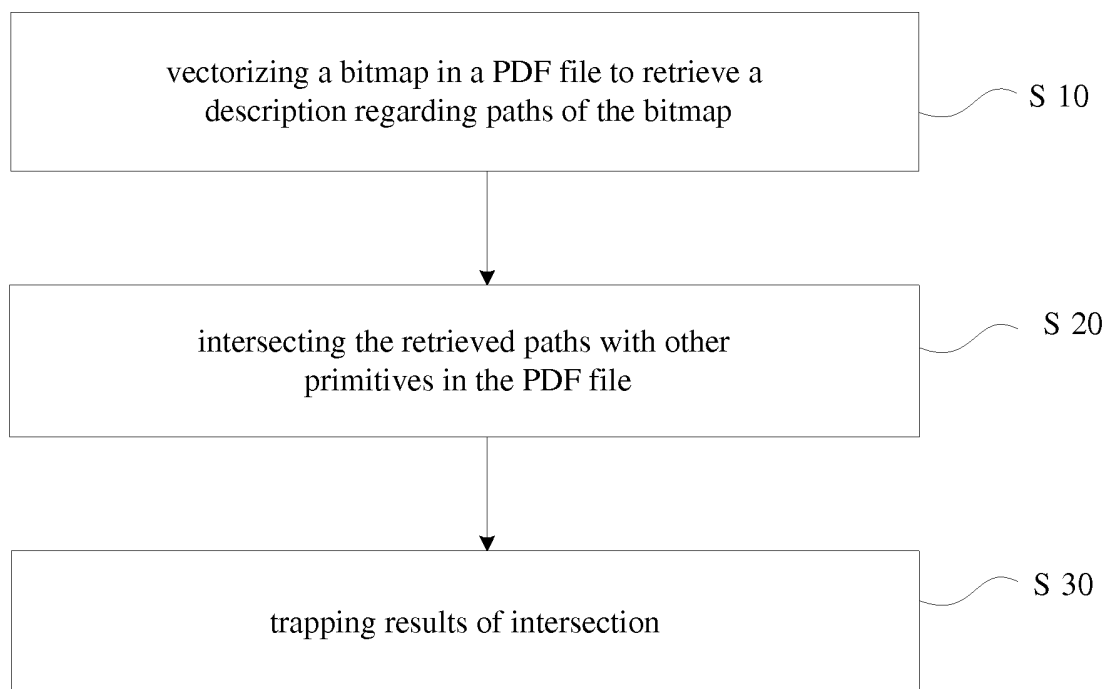 vectorizing a bitmap in a PDF file to retrieve a
description regarding paths of the bitmap
S 10
intersecting the retrieved paths with other
primitives in the PDF file
S 20
trapping results of intersection
S 30